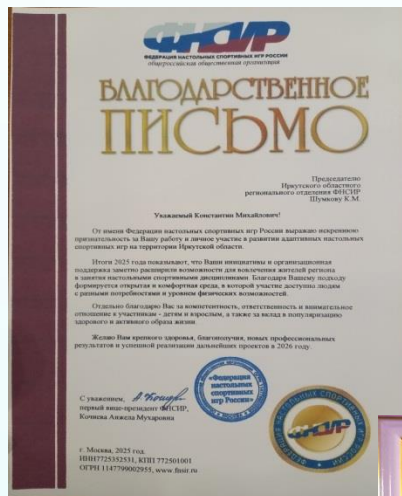 ФНСИР
ФЕДЕРАЦИЯ НАСТОЛЬНЫХ СПОРТИВНЫХ ИГР РОССИИ
общероссийская общественная организация
БЛАГОДАРСТВЕННОЕ
ПИСЬМО
Председателю
Иркутского областного
регионального отделения ФНСИР
Шумкову К.М.
Уважаемый Константин Михайлович!
От имени Федерации настольных спортивных игр России выражаю искреннюю
признательность за Вашу работу и личное участие в развитии адаптивных настольных
спортивных игр на территории Иркутской области.
Итоги 2025 года показывают, что Ваши инициативы и организационная
поддержка заметно расширили возможности для вовлечения жителей региона
в занятия настольными спортивными дисциплинами. Благодаря Вашему подходу
формируется открытая и комфортная среда, в которой участие доступно людям
с разными потребностями и уровнем физических возможностей.
Отдельно благодарю Вас за компетентность, ответственность и внимательное
отношение к участникам - детям и взрослым, а также за вклад в популяризацию
здорового и активного образа жизни.
Желаю Вам крепкого здоровья, благополучия, новых профессиональных
результатов и успешной реализации дальнейших проектов в 2026 году.
С уважением,
первый вице-президент ФНСИР,
Кочиева Анжела Мухаровна
«Федерация
настольных
спортивных
игр России»
ФНСИР
г. Москва, 2025 год.
ИНН7725352531, КПП 772501001
ОГРН 1147799002955, www.fnsir.ru